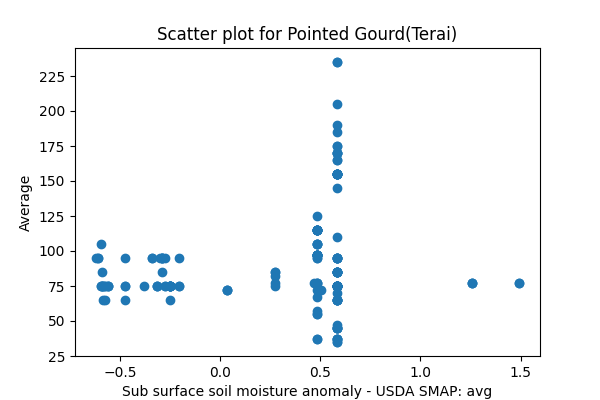 Scatter plot for Pointed Gourd(Terai)
225
200
175
150
125
100
75
50
25
Average
−0.5 0.0 0.5 1.0 1.5
Sub surface soil moisture anomaly - USDA SMAP: avg